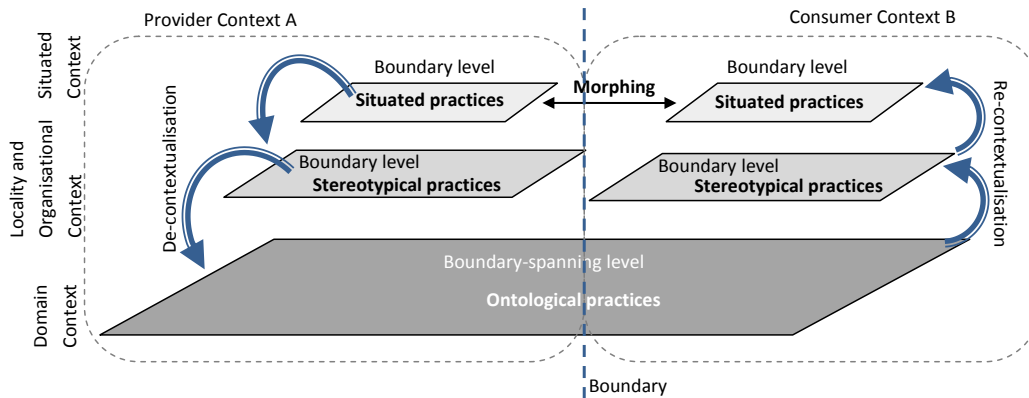 Provider Context A
Consumer Context B
Situated
Context
Boundary level
Situated practices
Morphing
Boundary level
Situated practices
De-contextualisation
Re-contextualisation
Locality and
Organisational
Context
Boundary level
Stereotypical practices
Boundary level
Stereotypical practices
Domain
Context
Boundary-spanning level
Ontological practices
Boundary